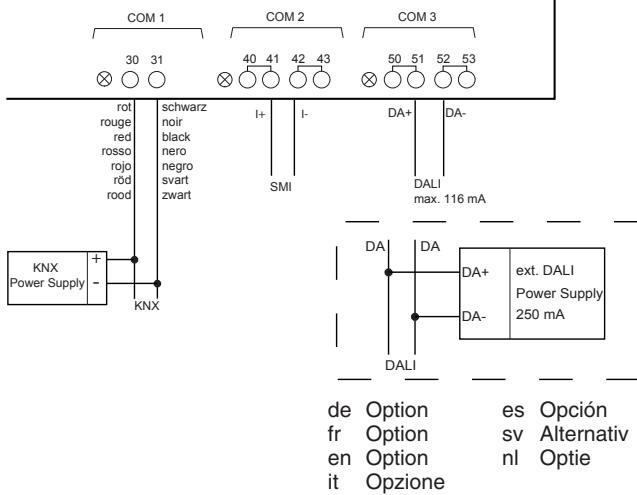 COM 1 COM 2 COM 3
30 31 40 41 42 43 50 51 52 53
rot schwarz
rouge noir
red black
rosso nero
rojo negro
röd svart
rood zwart
I+ I-
SMI
DA+ DA-
DALI
max. 116 mA
KNX
Power Supply
+
-
KNX
DA DA
DA+
DA-
ext. DALI
Power Supply
250 mA
DALI
de Option
fr Option
en Option
it Opzione
es Opción
sv Alternativ
nl Optie